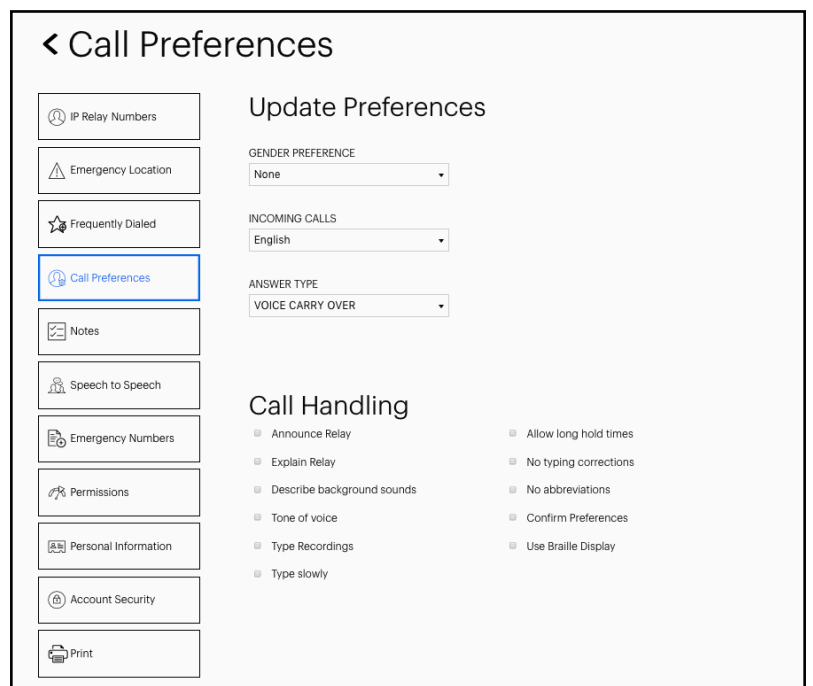 Call Preferences
IP Relay Numbers
Emergency Location
Frequently Dialed
Call Preferences
Notes
Speech to Speech
Emergency Numbers
Permissions
Personal Information
Account Security
Print
Update Preferences
GENDER PREFERENCE
None
INCOMING CALLS
English
ANSWER TYPE
VOICE CARRY OVER
Call Handling
Announce Relay
Explain Relay
Describe background sounds
Tone of voice
Type Recordings
Type slowly
Allow long hold times
No typing corrections
No abbreviations
Confirm Preferences
Use Braille Display